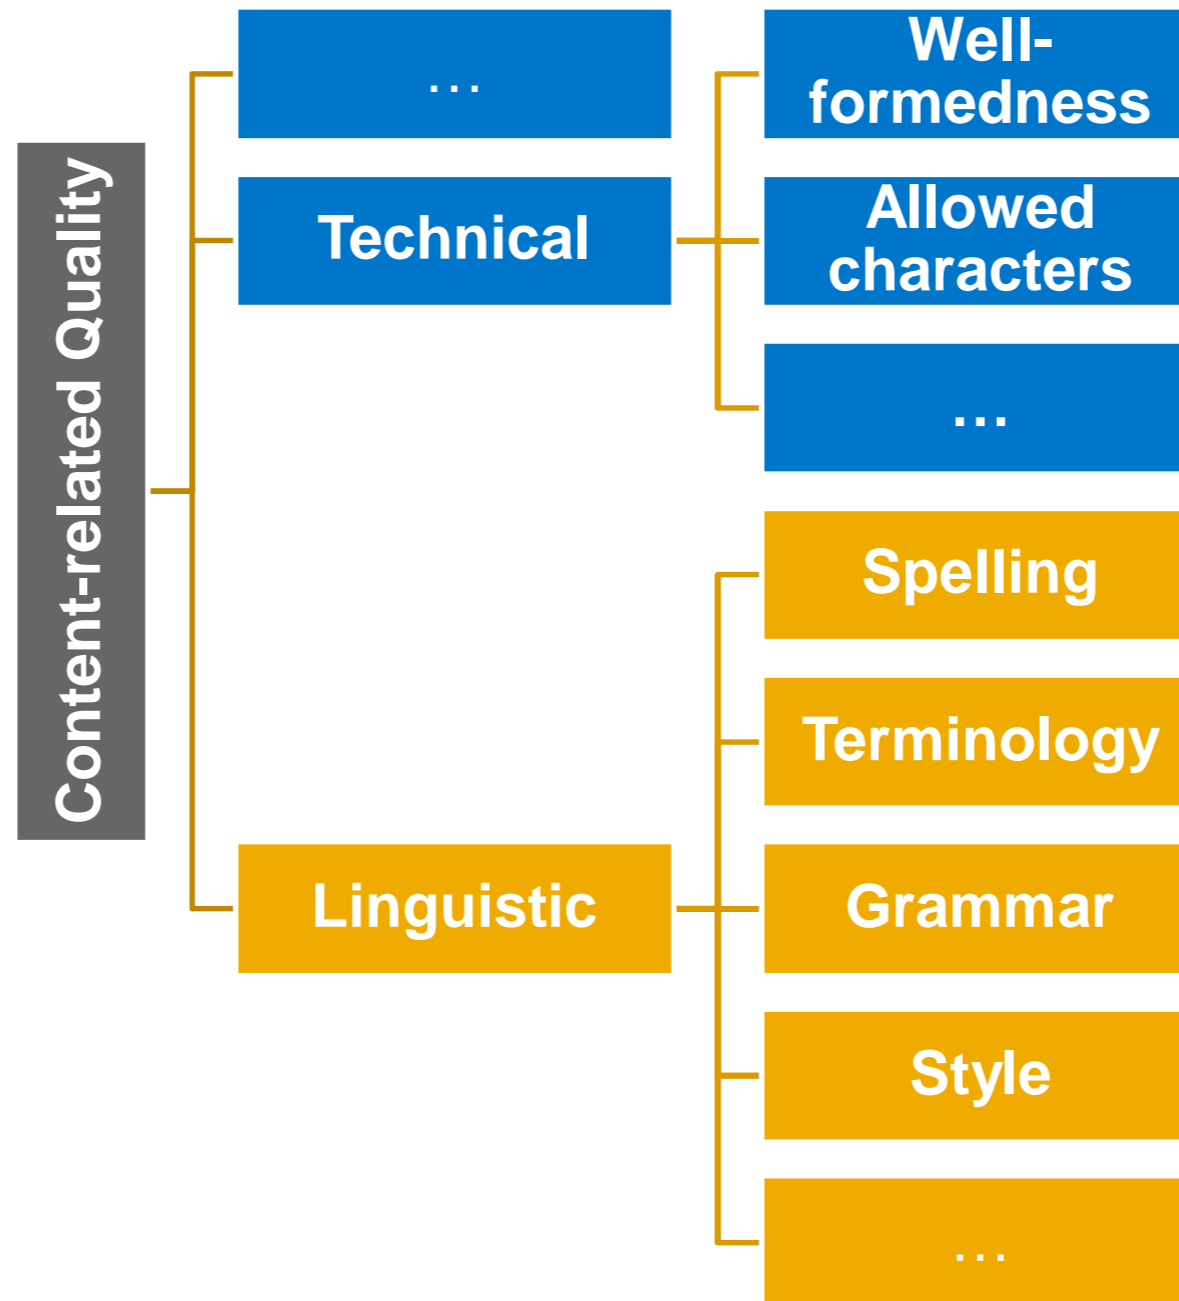 Content-related Quality
…
Technical
Well-
formedness
Allowed
characters
…
Linguistic
Spelling
Terminology
Grammar
Style
…